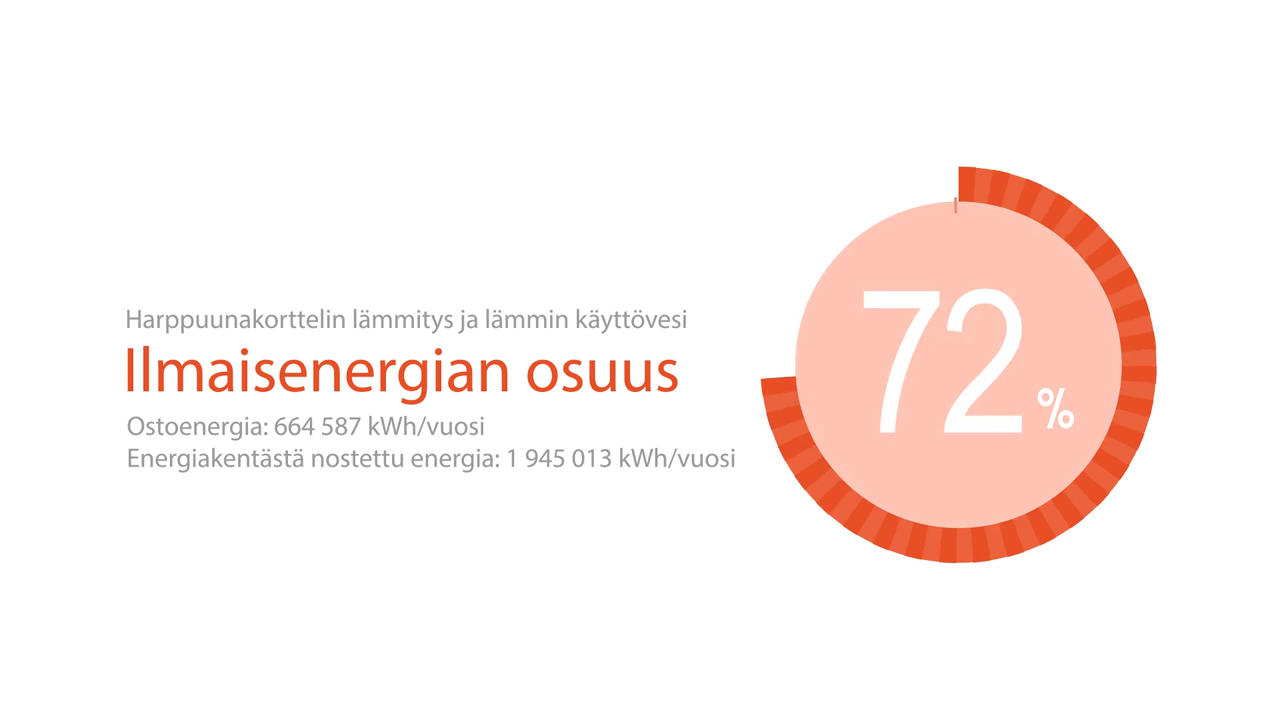 Harppuunakorttelin lämmitys ja lämmin käyttövesi
Ilmaisenergian osuus
Ostoenergia: 664 587 kWh/vuosi
Energiakentästä nostettu energia: 1 945 013 kWh/vuosi
72 %